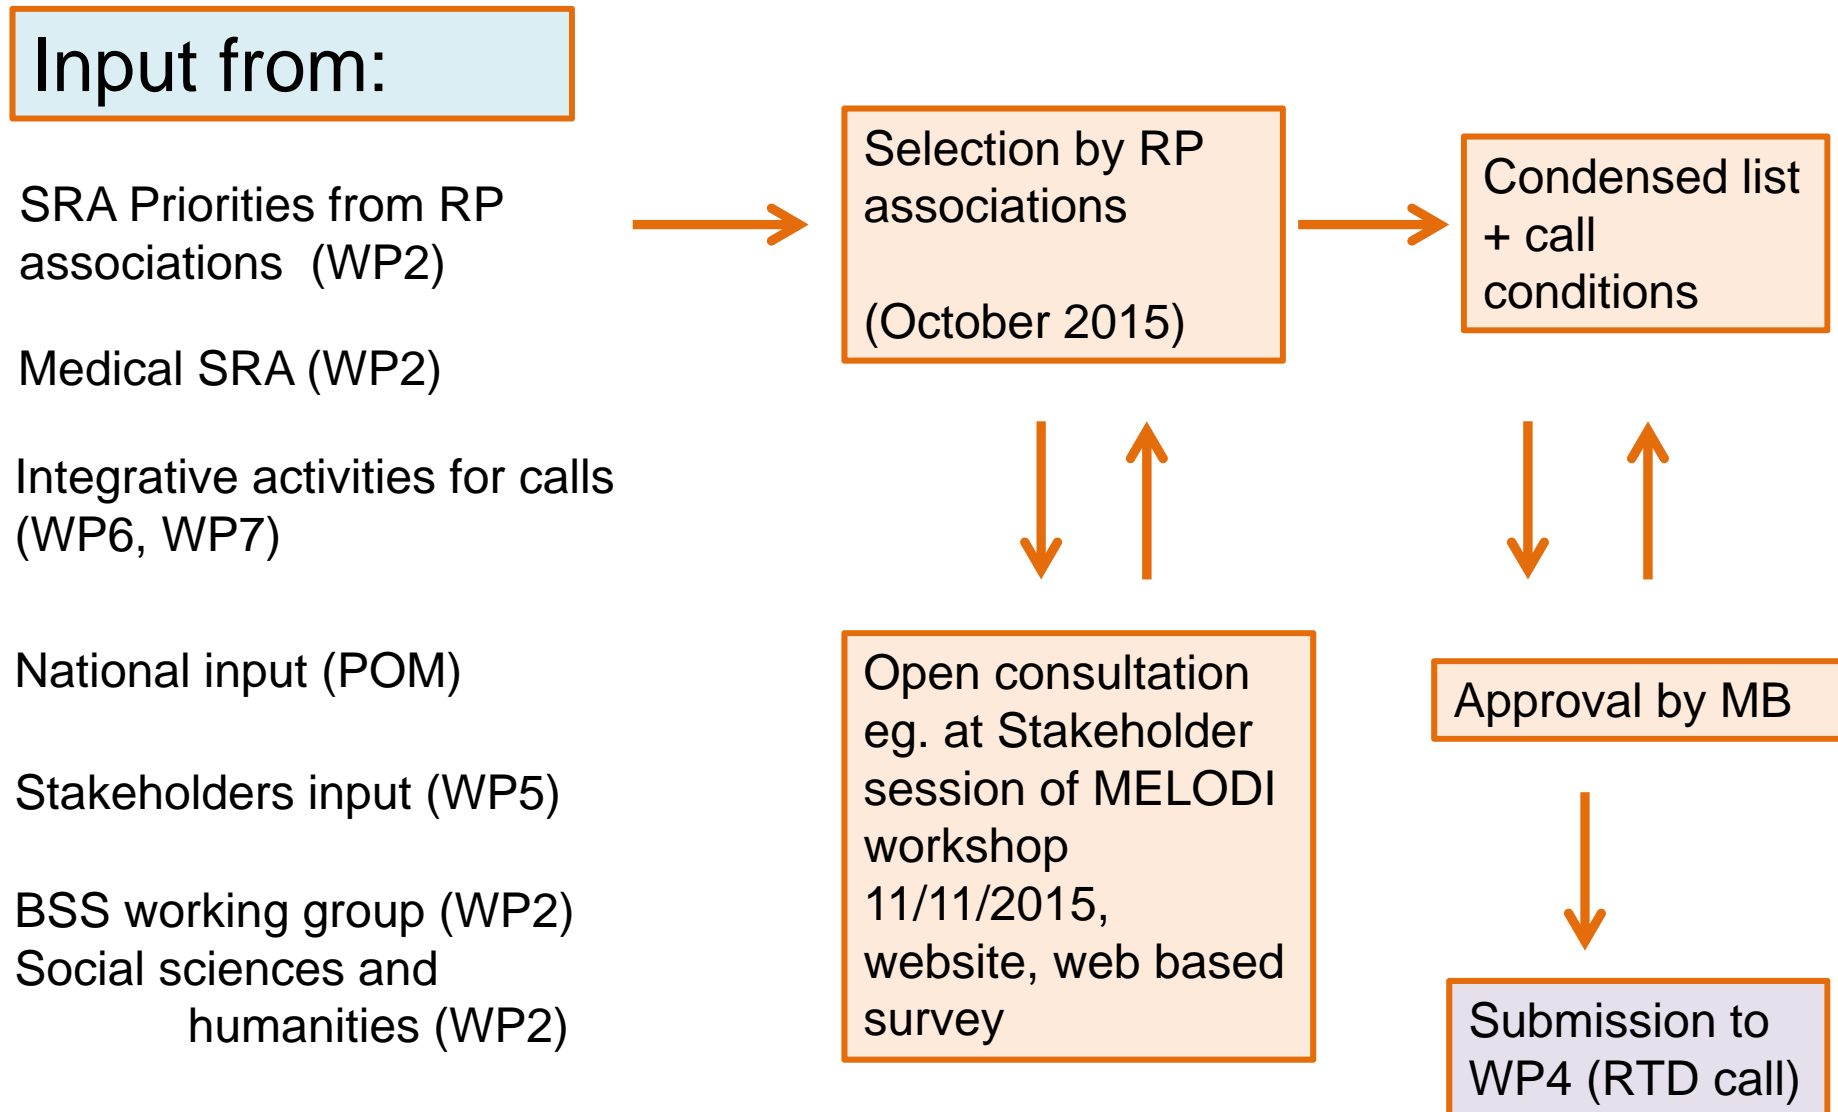 Input from:
SRA Priorities from RP
associations (WP2)
Medical SRA (WP2)
Integrative activities for calls
(WP6, WP7)
National input (POM)
Stakeholders input (WP5)
BSS working group (WP2)
Social sciences and
humanities (WP2)
Selection by RP
associations
(October 2015)
Open consultation
eg. at Stakeholder
session of MELODI
workshop
11/11/2015,
website, web based
survey
Condensed list
+ call
conditions
Approval by MB
Submission to
WP4 (RTD call)